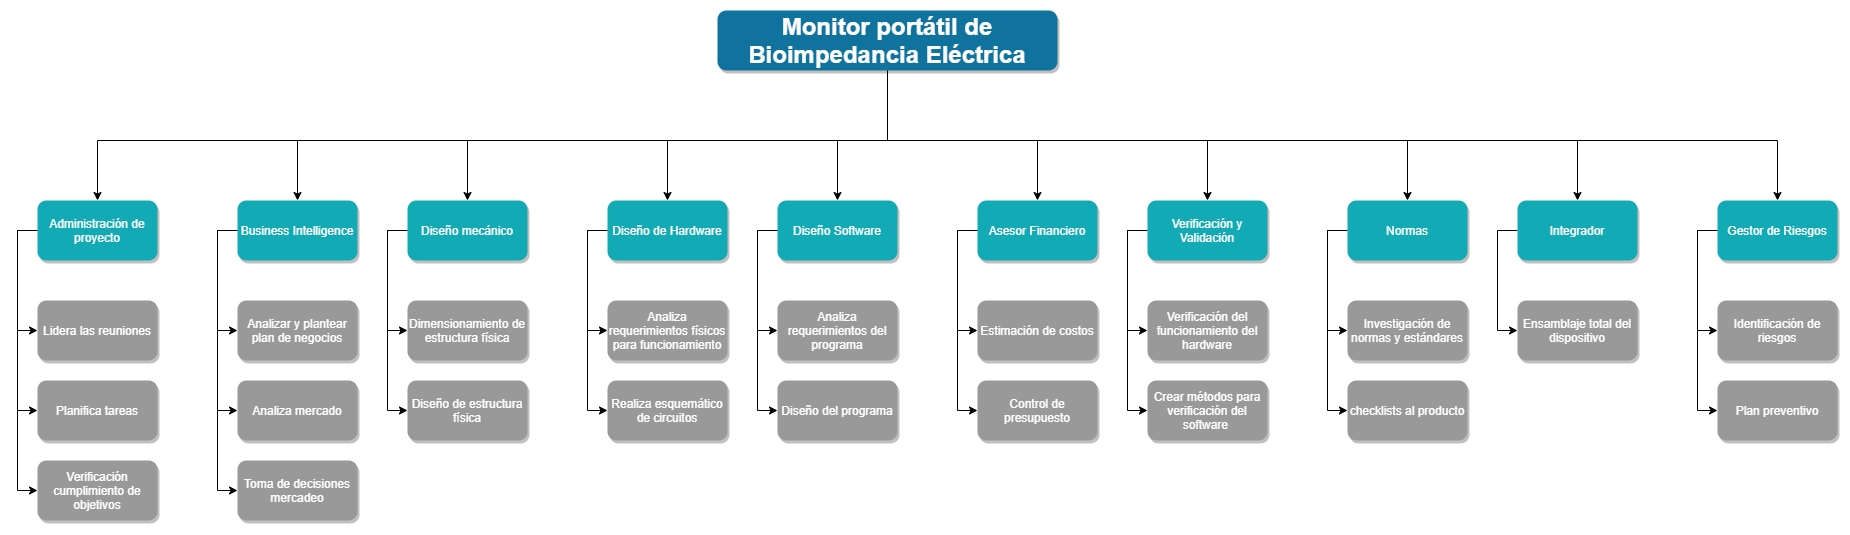 Monitor portátil de
Bioimpedancia Eléctrica
Administración de
proyecto
Business Intelligence
Diseño mecánico
Diseño de Hardware
Diseño Software
Asesor Financiero
Verificación y
Validación
Normas
Integrador
Gestor de Riesgos
Lidera las reuniones
Analizar y plantear
plan de negocios
Dimensionamiento de
estructura física
Analiza
requerimientos físicos
para funcionamiento
Analiza
requerimientos del
programa
Estimación de costos
Verificación del
funcionamiento del
hardware
Investigación de
normas y estándares
Ensamblaje total del
dispositivo
Identificación de
riesgos
Planifica tareas
Analiza mercado
Diseño de estructura
física
Realiza esquemático
de circuitos
Diseño del programa
Control de
presupuesto
Crear métodos para
verificación del
software
checklists al producto
Plan preventivo
Verificación
cumplimiento de
objetivos
Toma de decisiones
mercadeo